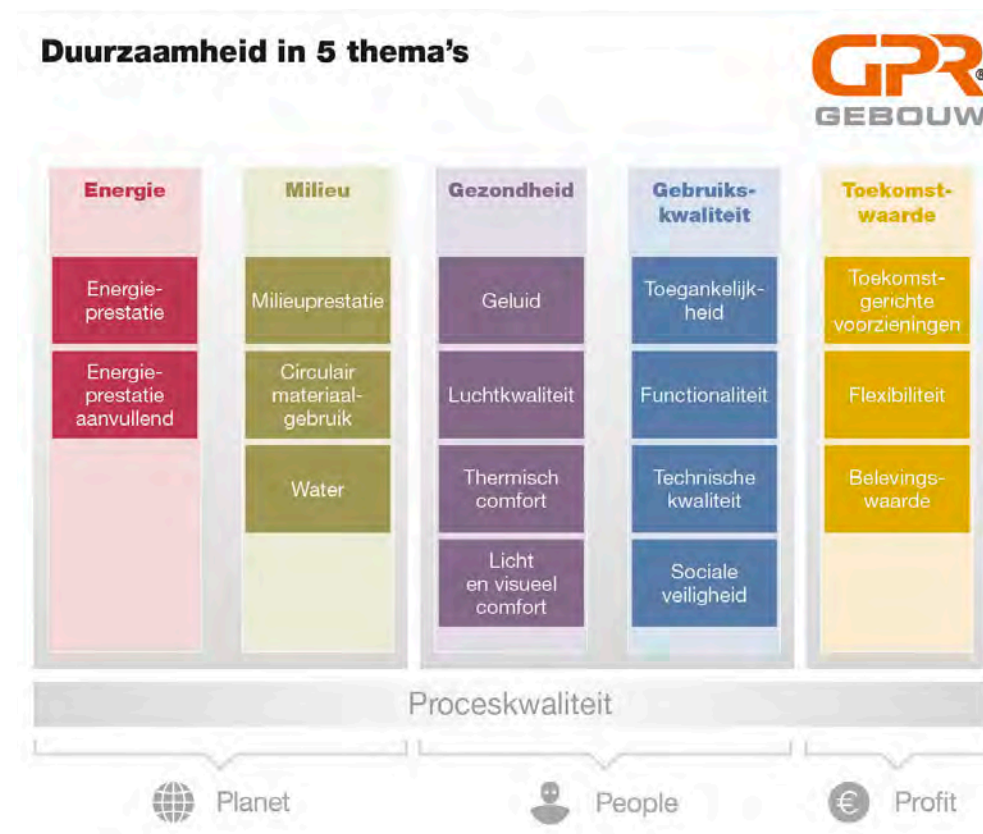 Duurzaamheid in 5 thema's
GPR®
GEBOUW
Energie
Energie-
prestatie
Energie-
prestatie
aanvullend
Milieu
Milieuprestatie
Circulair
materiaal-
gebruik
Water
Gezondheid
Geluid
Luchtkwaliteit
Thermisch
comfort
Licht
en visueel
comfort
Gebruiks-
kwaliteit
Toegankelijk-
heid
Functionaliteit
Technische
kwaliteit
Sociale
veiligheid
Toekomst-
waarde
Toekomst-
gerichte
voorzieningen
Flexibiliteit
Belevings-
waarde
Proceskwaliteit
Planet
People
€
Profit